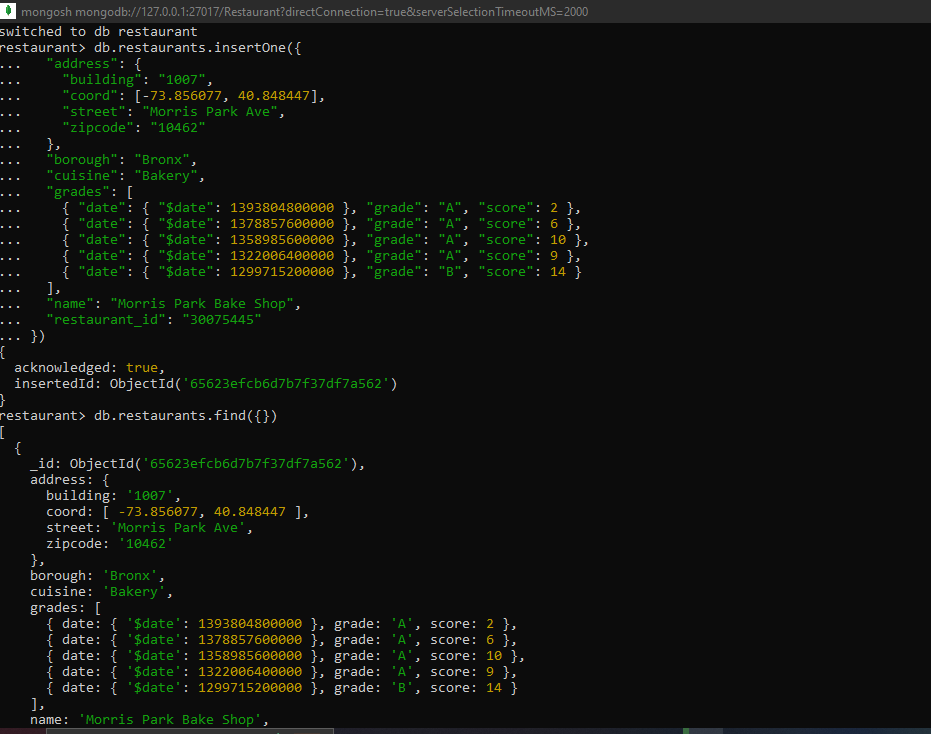 mongosh mongodb://127.0.0.1:27017/Restaurant?directConnection=true&serverSelectionTimeoutMS=2000
switched to db restaurant
restaurant> db.restaurants.insertOne({
...   "address": {
...     "building": "1007",
...     "coord": [-73.856077, 40.848447],
...     "street": "Morris Park Ave",
...     "zipcode": "10462"
...   },
...   "borough": "Bronx",
...   "cuisine": "Bakery",
...   "grades": [
...     { "date": { "$date": 1393804800000 }, "grade": "A", "score": 2 },
...     { "date": { "$date": 1378857600000 }, "grade": "A", "score": 6 },
...     { "date": { "$date": 1358985600000 }, "grade": "A", "score": 10 },
...     { "date": { "$date": 1322006400000 }, "grade": "A", "score": 9 },
...     { "date": { "$date": 1299715200000 }, "grade": "B", "score": 14 }
...   ],
...   "name": "Morris Park Bake Shop",
...   "restaurant_id": "30075445"
... })
{
  acknowledged: true,
  insertedId: ObjectId('65623efcb6d7b7f37df7a562')
}
restaurant> db.restaurants.find({})
[
  {
    _id: ObjectId('65623efcb6d7b7f37df7a562'),
    address: {
      building: '1007',
      coord: [ -73.856077, 40.848447 ],
      street: 'Morris Park Ave',
      zipcode: '10462'
    },
    borough: 'Bronx',
    cuisine: 'Bakery',
    grades: [
      { date: { '$date': 1393804800000 }, grade: 'A', score: 2 },
      { date: { '$date': 1378857600000 }, grade: 'A', score: 6 },
      { date: { '$date': 1358985600000 }, grade: 'A', score: 10 },
      { date: { '$date': 1322006400000 }, grade: 'A', score: 9 },
      { date: { '$date': 1299715200000 }, grade: 'B', score: 14 }
    ],
    name: 'Morris Park Bake Shop',